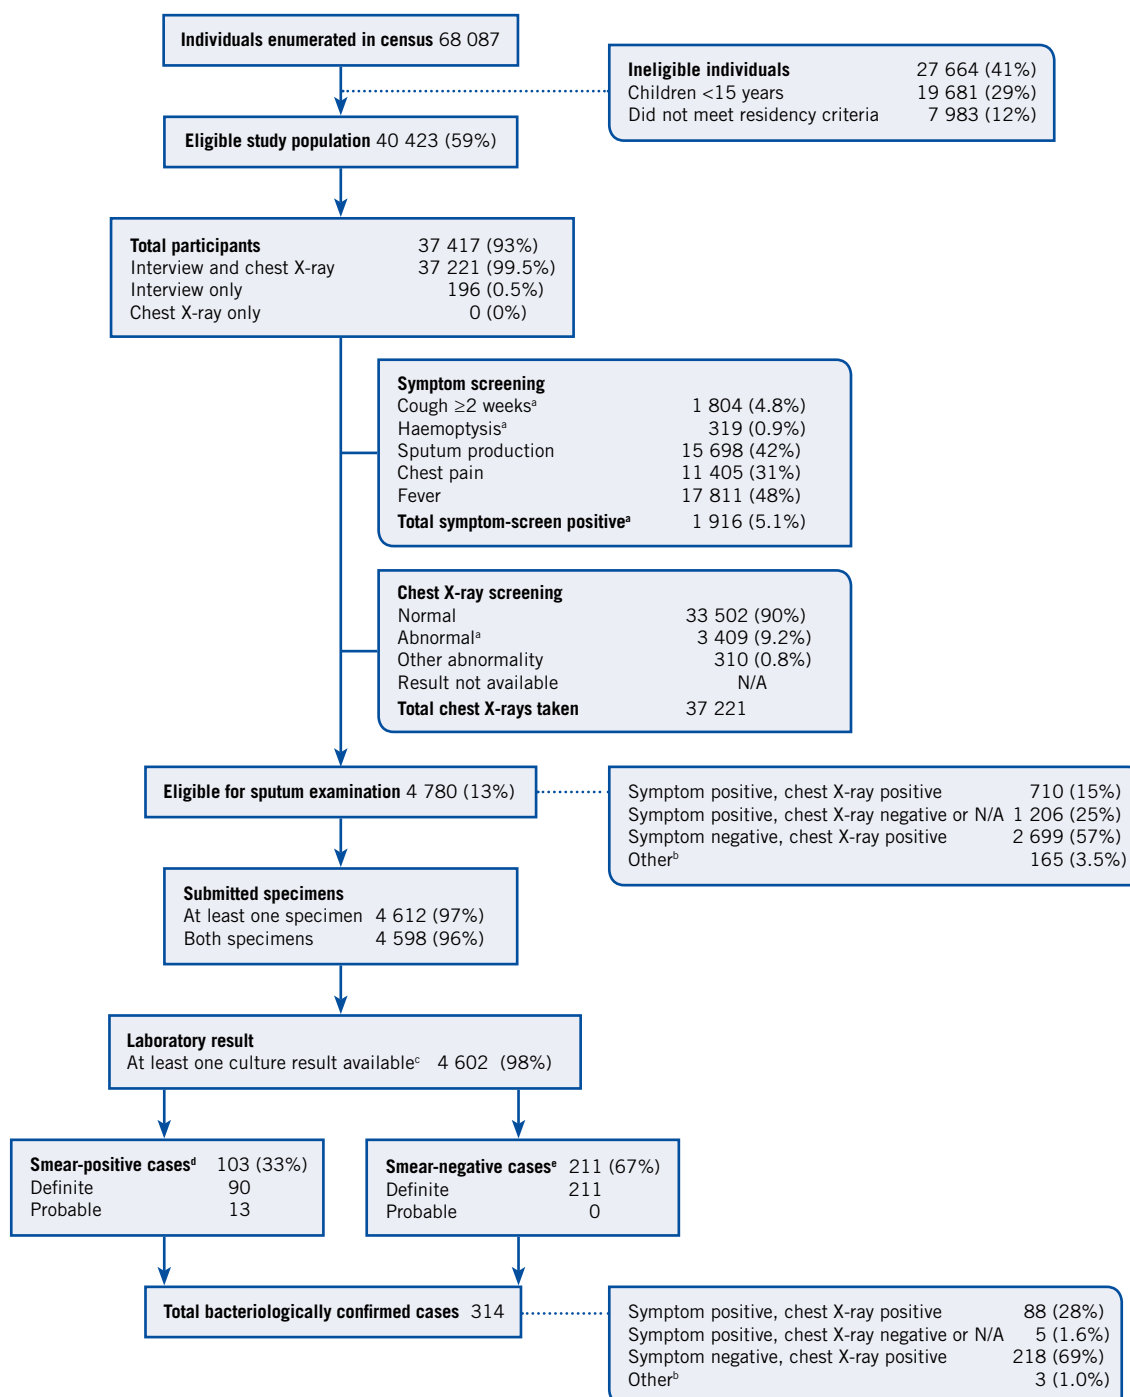 Individuals enumerated in census 68 087
Ineligible individuals 27 664 (41%)
Children <15 years 19 681 (29%)
Did not meet residency criteria 7 983 (12%)
Eligible study population 40 423 (59%)
Total participants 37 417 (93%)
Interview and chest X-ray 37 221 (99.5%)
Interview only 196 (0.5%)
Chest X-ray only 0 (0%)
Symptom screening
Cough ≥2 weeksᵃ 1 804 (4.8%)
Haemoptysisᵃ 319 (0.9%)
Sputum production 15 698 (42%)
Chest pain 11 405 (31%)
Fever 17 811 (48%)
Total symptom-screen positiveᵃ 1 916 (5.1%)
Chest X-ray screening
Normal 33 502 (90%)
Abnormalᵃ 3 409 (9.2%)
Other abnormality 310 (0.8%)
Result not available N/A
Total chest X-rays taken 37 221
Eligible for sputum examination 4 780 (13%)
Symptom positive, chest X-ray positive 710 (15%)
Symptom positive, chest X-ray negative or N/A 1 206 (25%)
Symptom negative, chest X-ray positive 2 699 (57%)
Otherᵇ 165 (3.5%)
Submitted specimens
At least one specimen 4 612 (97%)
Both specimens 4 598 (96%)
Laboratory result
At least one culture result availableᶜ 4 602 (98%)
Smear-positive casesᵈ 103 (33%)
Definite 90
Probable 13
Smear-negative casesᵉ 211 (67%)
Definite 211
Probable 0
Total bacteriologically confirmed cases 314
Symptom positive, chest X-ray positive 88 (28%)
Symptom positive, chest X-ray negative or N/A 5 (1.6%)
Symptom negative, chest X-ray positive 218 (69%)
Otherᵇ 3 (1.0%)